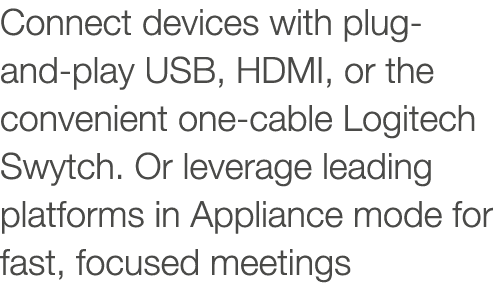 Connect devices with plug-
and-play USB, HDMI, or the
convenient one-cable Logitech
Swytch. Or leverage leading
platforms in Appliance mode for
fast, focused meetings